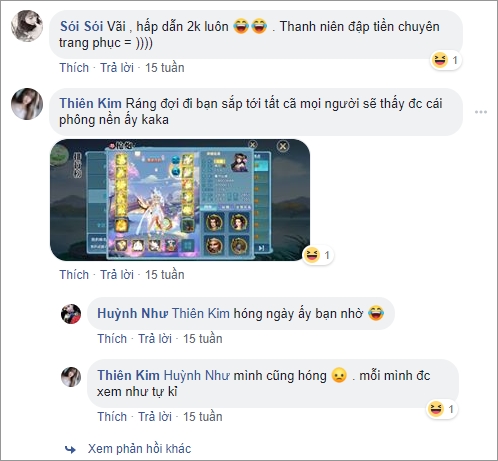 Sói Sói Vãi , hấp dẫn 2k luôn 😂😂 . Thanh niên đập tiền chuyên
trang phục = ))))
1
Thích · Trả lời · 15 tuần
Thiên Kim Ráng đợi đi bạn sắp tới tất cã mọi người sẽ thấy đc cái
phông nền ấy kaka
1
Thích · Trả lời · 15 tuần
Huỳnh Như Thiên Kim hóng ngày ấy bạn nhờ 😂
Thích · Trả lời · 15 tuần
Thiên Kim Huỳnh Như mình cũng hóng 😟 . mỗi mình đc
xem như tự kỉ
1
Thích · Trả lời · 15 tuần
Xem phản hồi khác